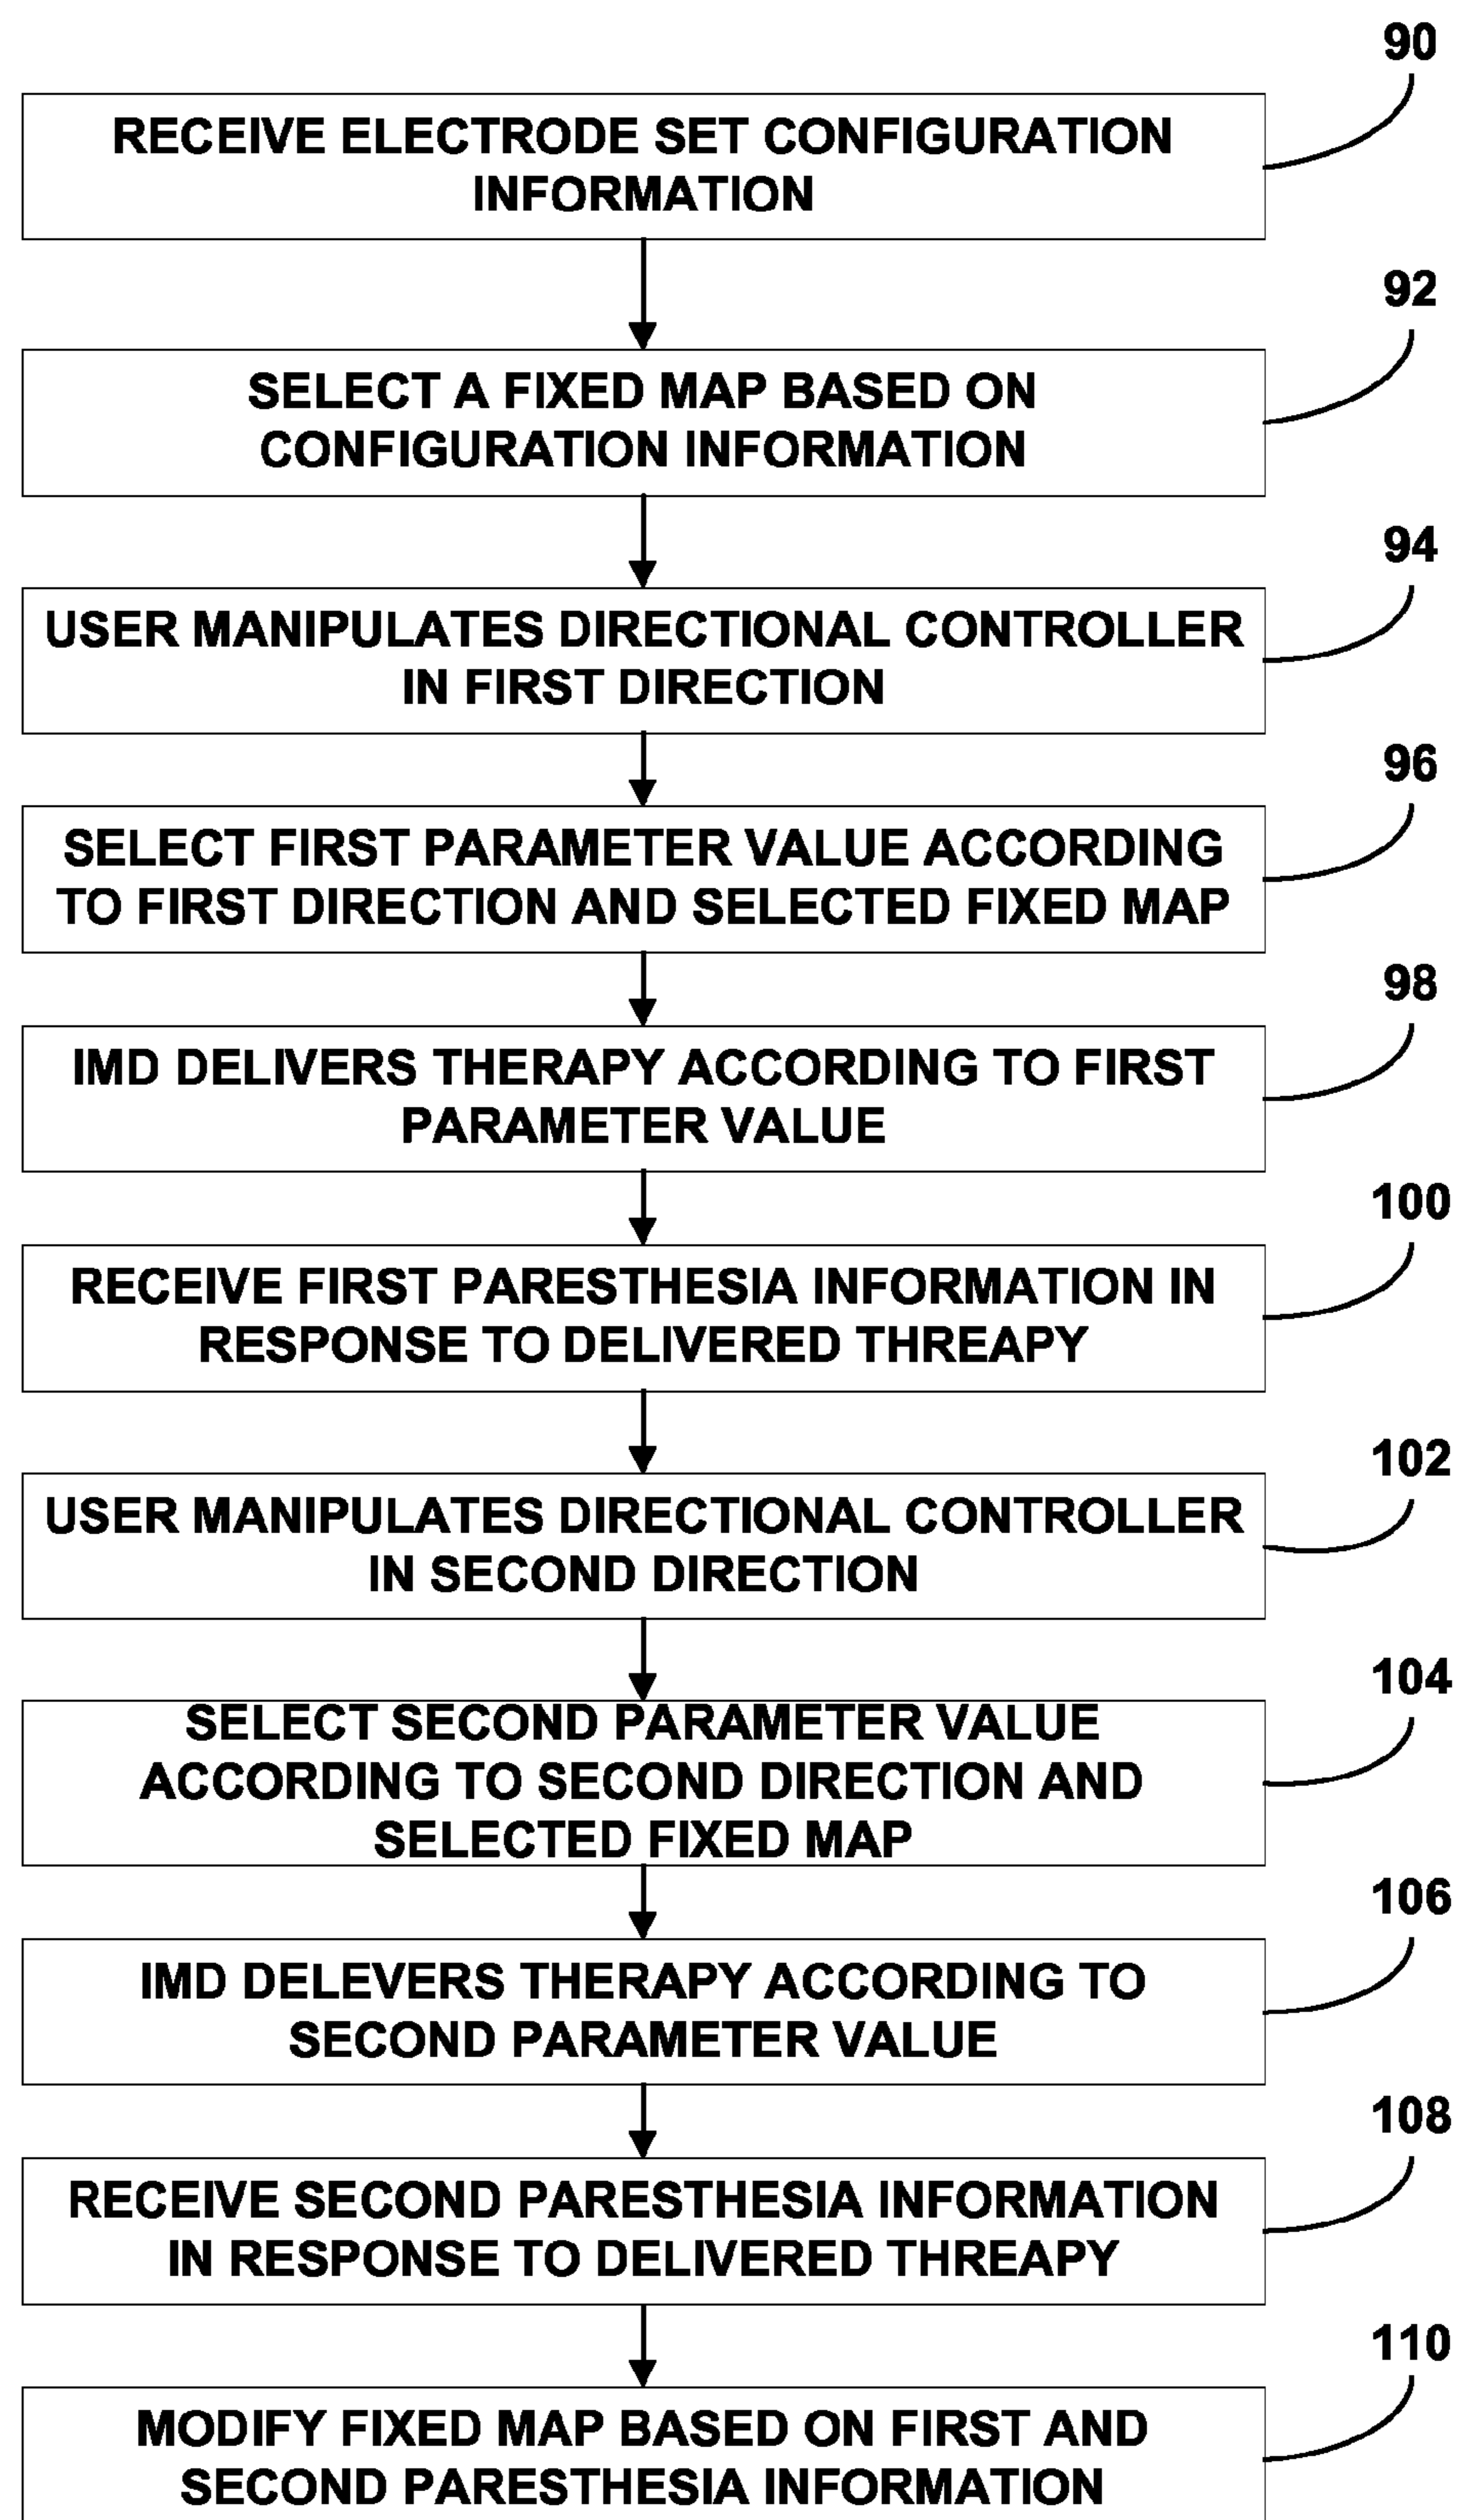 90
RECEIVE ELECTRODE SET CONFIGURATION
INFORMATION
92
SELECT A FIXED MAP BASED ON
CONFIGURATION INFORMATION
94
USER MANIPULATES DIRECTIONAL CONTROLLER
IN FIRST DIRECTION
96
SELECT FIRST PARAMETER VALUE ACCORDING
TO FIRST DIRECTION AND SELECTED FIXED MAP
98
IMD DELIVERS THERAPY ACCORDING TO FIRST
PARAMETER VALUE
100
RECEIVE FIRST PARESTHESIA INFORMATION IN
RESPONSE TO DELIVERED THREAPY
102
USER MANIPULATES DIRECTIONAL CONTROLLER
IN SECOND DIRECTION
104
SELECT SECOND PARAMETER VALUE
ACCORDING TO SECOND DIRECTION AND
SELECTED FIXED MAP
106
IMD DELEVERS THERAPY ACCORDING TO
SECOND PARAMETER VALUE
108
RECEIVE SECOND PARESTHESIA INFORMATION
IN RESPONSE TO DELIVERED THREAPY
110
MODIFY FIXED MAP BASED ON FIRST AND
SECOND PARESTHESIA INFORMATION